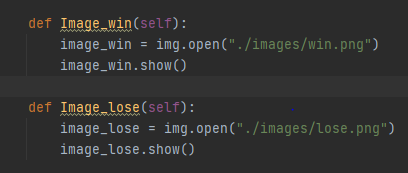 def Image_win(self):
    image_win = img.open("./images/win.png")
    image_win.show()
def Image_lose(self):
    image_lose = img.open("./images/lose.png")
    image_lose.show()